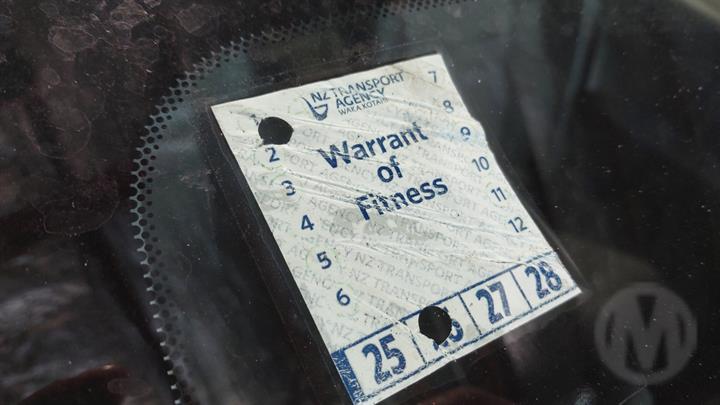 NZ TRANSPORT
AGENCY
WAKA KOTAHI
Warrant
of
Fitness
2
3
4
5
6
7
8
9
10
11
12
25
27
28
M